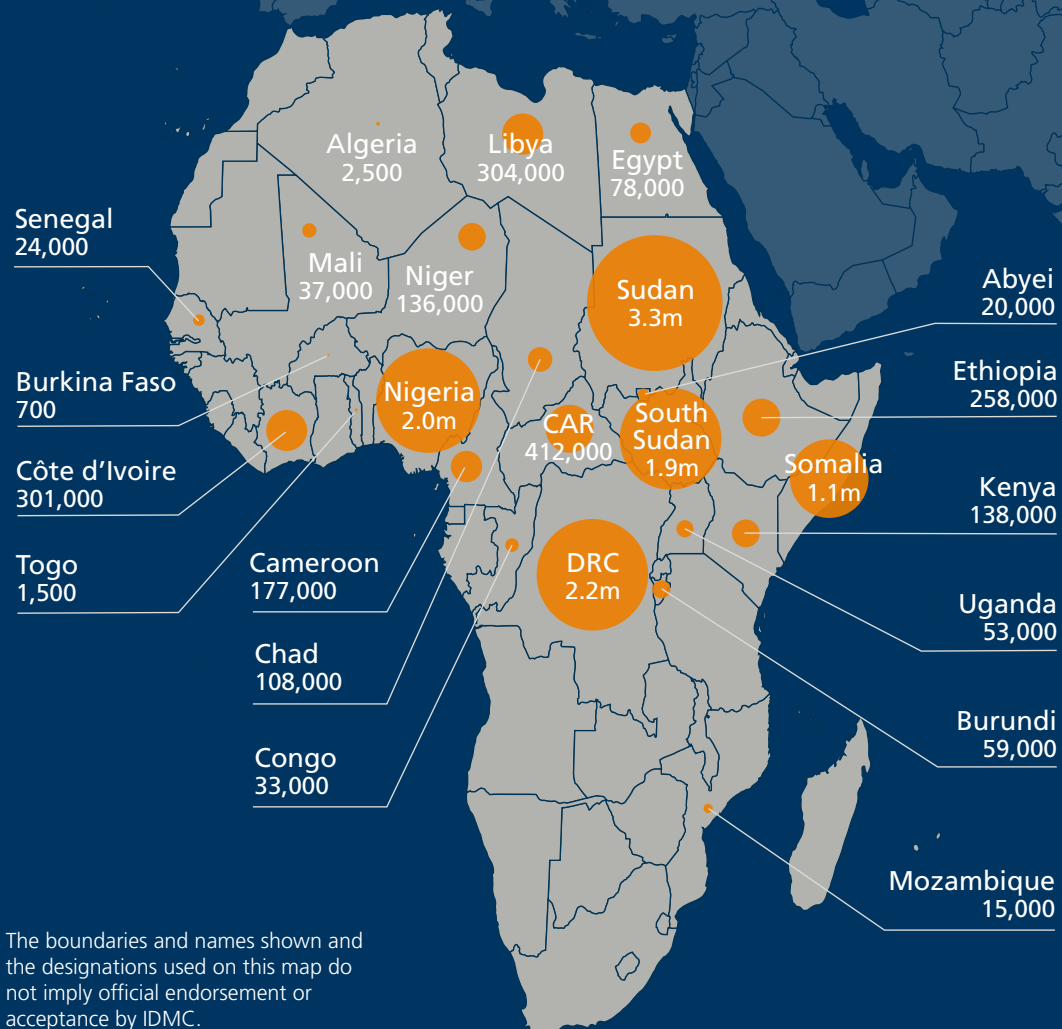 Algeria
2,500
Libya
304,000
Egypt
78,000
Senegal
24,000
Mali
37,000
Niger
136,000
Sudan
3.3m
Abyei
20,000
Burkina Faso
700
Nigeria
2.0m
CAR
412,000
South
Sudan
1.9m
Ethiopia
258,000
Somalia
1.1m
Côte d’Ivoire
301,000
Kenya
138,000
Togo
1,500
Cameroon
177,000
DRC
2.2m
Uganda
53,000
Chad
108,000
Burundi
59,000
Congo
33,000
Mozambique
15,000
The boundaries and names shown and
the designations used on this map do
not imply official endorsement or
acceptance by IDMC.